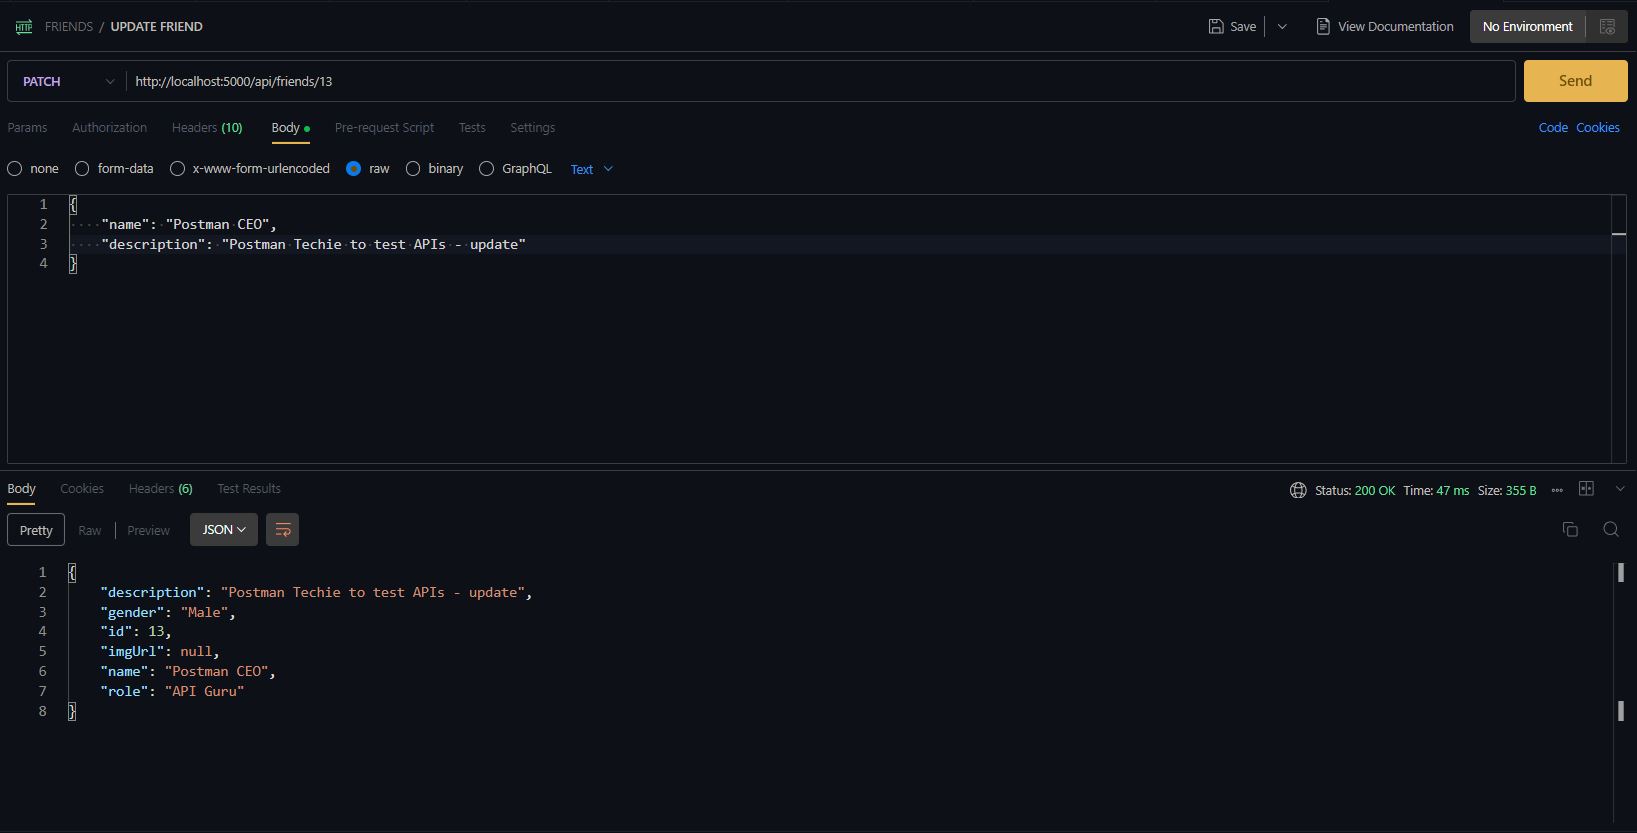 HTTP FRIENDS / UPDATE FRIEND Save View Documentation No Environment
PATCH http://localhost:5000/api/friends/13 Send
Params Authorization Headers (10) Body Pre-request Script Tests Settings Code Cookies
none form-data x-www-form-urlencoded raw binary GraphQL Text
1 {
2 "name": "Postman CEO",
3 "description": "Postman Techie to test APIs - update"
4 }
Body Cookies Headers (6) Test Results Status: 200 OK Time: 47 ms Size: 355 B
Pretty Raw Preview JSON
1 {
2 "description": "Postman Techie to test APIs - update",
3 "gender": "Male",
4 "id": 13,
5 "imgUrl": null,
6 "name": "Postman CEO",
7 "role": "API Guru"
8 }